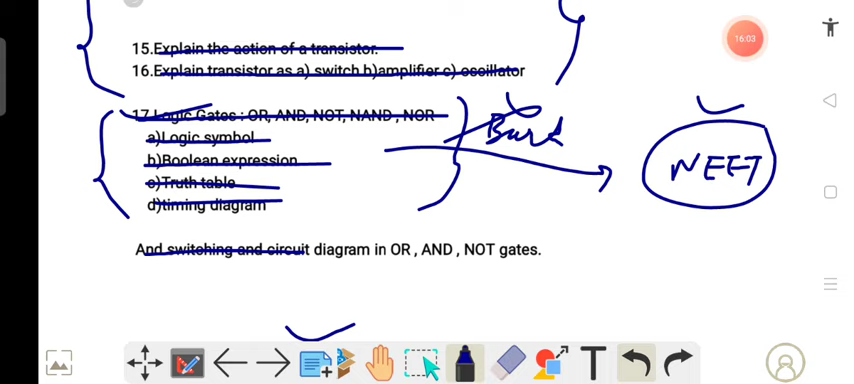 16:03
15.Explain the action of a transistor.
16.Explain transistor as a) switch b)amplifier c) oscillator
17.Logic Gates : OR, AND, NOT, NAND , NOR
a)Logic symbol
b)Boolean expression
c)Truth table
d)timing diagram
NEET
And switching and circuit diagram in OR , AND , NOT gates.
T